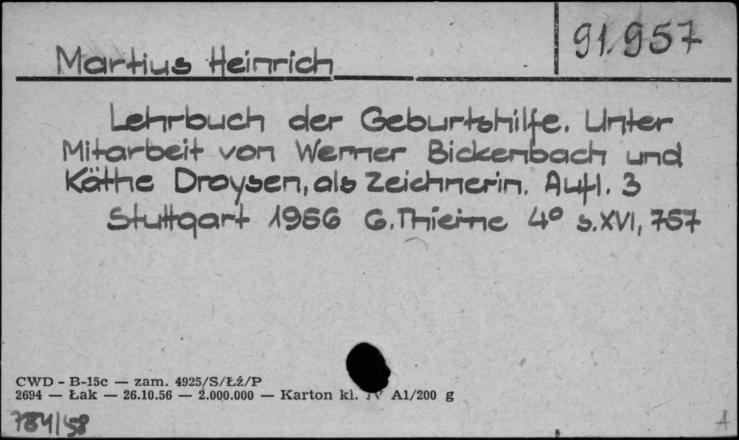 91.957
Martius Heinrich
Lehrbuch der Geburtshilfe. Unter
Mitarbeit von Werner Bickenbach und
Käthe Droysen, als Zeichnerin. Aufl. 3
Stuttgart 1956 G. Thieme 4° s. XVI, 757
CWD - B-15c — zam. 4925/S/Łź/P
2694 — Łak — 26.10.56 — 2.000.000 — Karton kl. IV A1/200 g
784/58
A